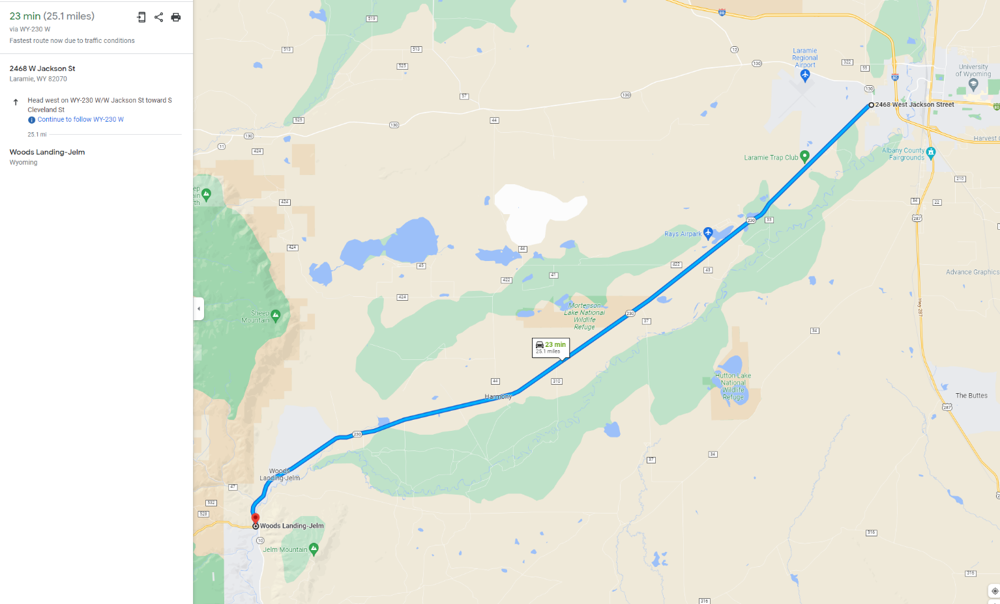 23 min (25.1 miles)
via WY-230 W
Fastest route now due to traffic conditions
2468 W Jackson St
Laramie, WY 82070
Head west on WY-230 W/W Jackson St toward S
Cleveland St
Continue to follow WY-230 W
25.1 mi
Woods Landing-Jelm
Wyoming
519
80
513
513
525
12
130
Laramie
Regional
Airport
322
55
80
University
of Wyoming
130
57
130
2468 West Jackson Street
80
525
130
44
130
11
424
Harvest
Laramie Trap Club
Albany County
Fairgrounds
210
424
34
22
287
230
33
Rays Airpark
424
44
45
422
43
41
422
Advance Graphics
424
Sheep
Mountain
Mortenson
Lake National
Wildlife
Refuge
230
37
Hwy 287
34
23 min
25.1 miles
44
310
Hutton Lake
National
Wildlife
Refuge
Harmony
The Buttes
287
230
34
37
Woods
Landing-Jelm
47
532
528
Woods Landing-Jelm
10
Jelm Mountain
316
316
316